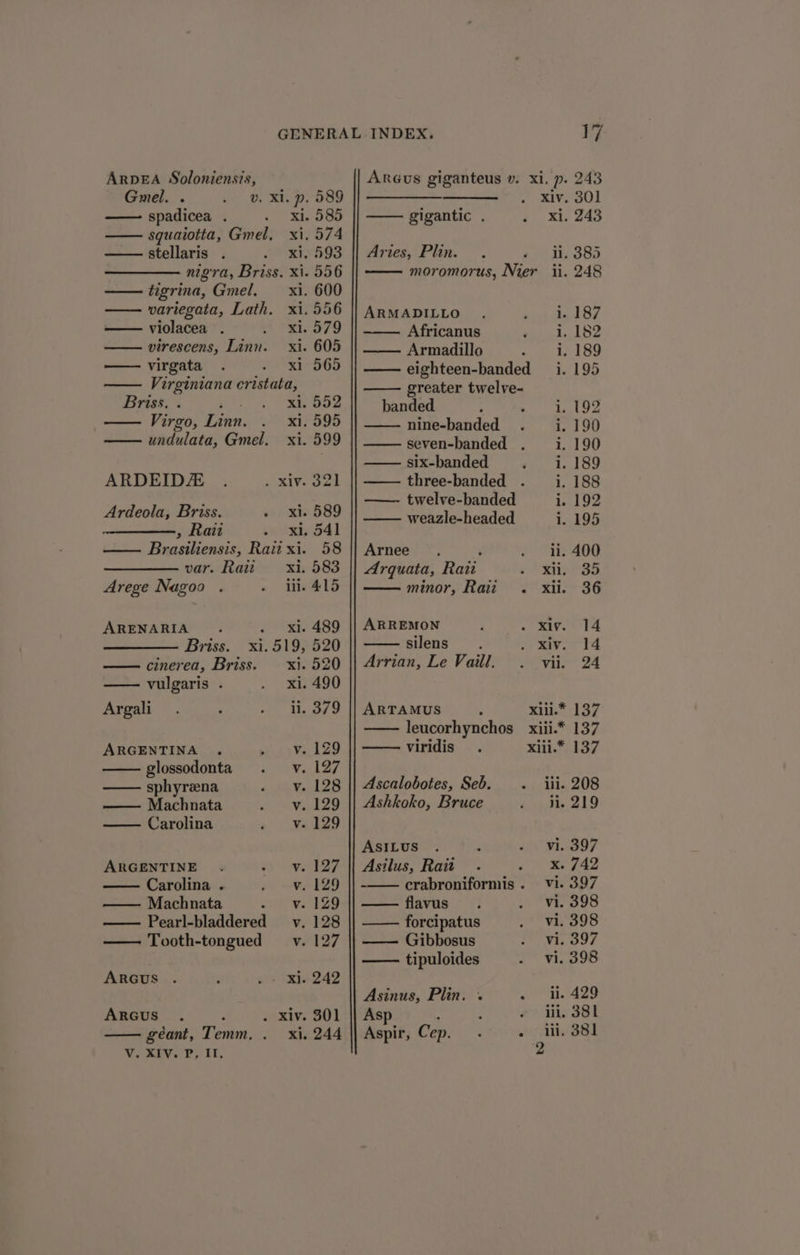 GENERAL INDEX. 17
ARDEA Soloniensis,
Gmel. . . v. xi. p. 589
—— spadicea . . xi. 585
—— squaiotta, Gmel. xi. 574
—— stellaris . . xi. 593
———— nigra, Briss. xi. 556
—— tigrina, Gmel. xi. 600
—— variegata, Lath. xi. 556
—— violacea . . xi. 579
—— virescens, Linn. xi. 605
—— virgata . . xi 565
—— Virginiana cristata,
Briss. . . . . xi. 552
—— Virgo, Linn. . xi. 595
—— undulata, Gmel. xi. 599
ARDEIDÆ . . xiv. 321
Ardeola, Briss. . xi. 589
————, Raii . xi. 541
—— Brasiliensis, Raii xi. 58
———— var. Raii xi. 583
Arege Nagoo . . iii. 415
ARENARIA . . xi. 489
———— Briss. xi. 519, 520
—— cinerea, Briss. xi. 520
—— vulgaris . . xi. 490
Argali . . . ii. 379
ARGENTINA . . v. 129
—— glossodonta . v. 127
—— sphyræna . v. 128
—— Machnata . v. 129
—— Carolina . v. 129
ARGENTINE . . v. 127
—— Carolina . . v. 129
—— Machnata . v. 129
—— Pearl-bladdered v. 128
—— Tooth-tongued v. 127
ARGUS . . . xi. 242
ARGUS . . . xiv. 301
—— géant, Temm. . xi. 244
V. XIV. P. II.
ARGUS giganteus v. xi. p. 243
———— —— . xiv. 301
—— gigantic . . xi. 243
Aries, Plin. . . ii. 385
—— moromorus, Nier ii. 248
ARMADILLO . . i. 187
—— Africanus . i. 182
—— Armadillo . i. 189
—— eighteen-banded i. 195
—— greater twelve-
banded . . i. 192
—— nine-banded . i. 190
—— seven-banded . i. 190
—— six-banded . i. 189
—— three-banded . i. 188
—— twelve-banded i. 192
—— weazle-headed i. 195
Arnee . . . ii. 400
Arquata, Raii . xii. 35
—— minor, Raii . xii. 36
ARREMON . . xiv. 14
—— silens . . xiv. 14
Arrian, Le Vaill. . vii. 24
ARTAMUS . xiii.* 137
—— leucorhynchos xiii.* 137
—— viridis . xiii.* 137
Ascalobotes, Seb. . iii. 208
Ashkoko, Bruce . ii. 219
ASILUS . . . vi. 397
Asilus, Raii . . x. 742
—— crabroniformis . vi. 397
—— flavus . . vi. 398
—— forcipatus . vi. 398
—— Gibbosus . vi. 397
—— tipuloides . vi. 398
Asinus, Plin. . . ii. 429
Asp . . . iii. 381
Aspir, Cep. . . iii. 381
2